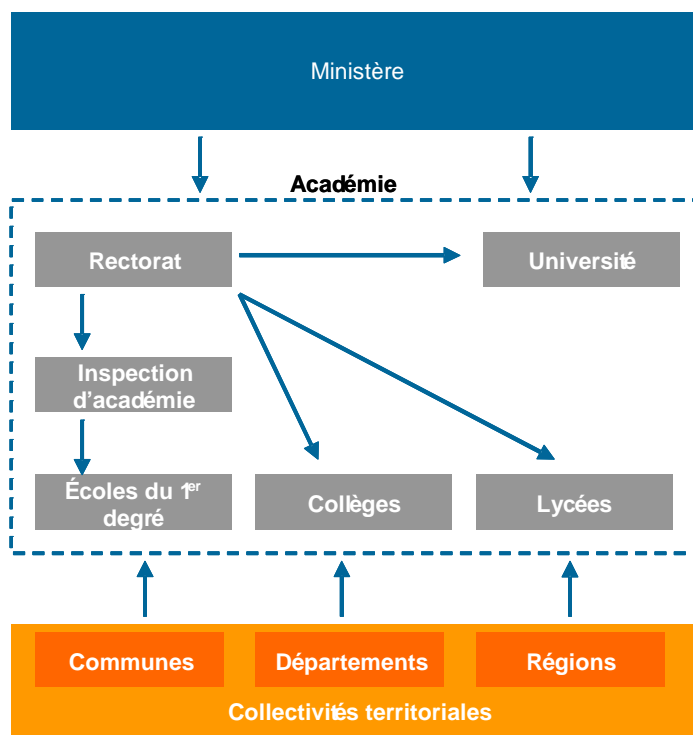 Ministère
Académie
Rectorat
Université
Inspection
d'académie
Écoles du 1er
degré
Collèges
Lycées
Communes
Départements
Régions
Collectivités territoriales